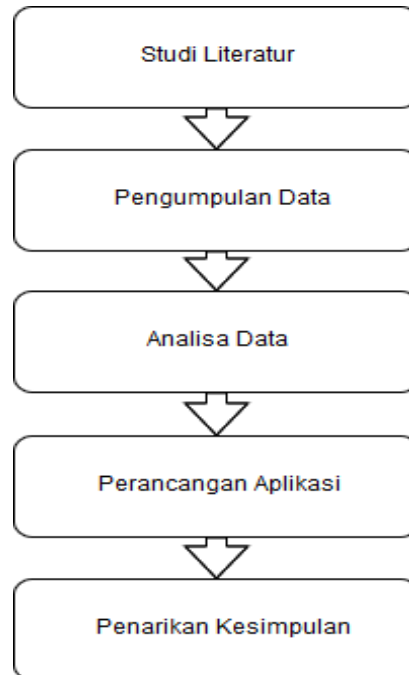 Studi Literatur
Pengumpulan Data
Analisa Data
Perancangan Aplikasi
Penarikan Kesimpulan